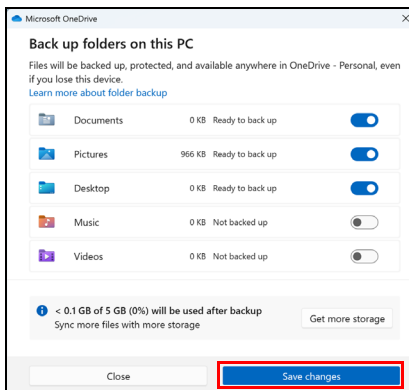 Microsoft OneDrive
Back up folders on this PC
Files will be backed up, protected, and available anywhere in OneDrive - Personal, even
if you lose this device.
Learn more about folder backup
Documents 0 KB Ready to back up
Pictures 966 KB Ready to back up
Desktop 0 KB Ready to back up
Music 0 KB Not backed up
Videos 0 KB Not backed up
< 0.1 GB of 5 GB (0%) will be used after backup
Sync more files with more storage
Get more storage
Close Save changes